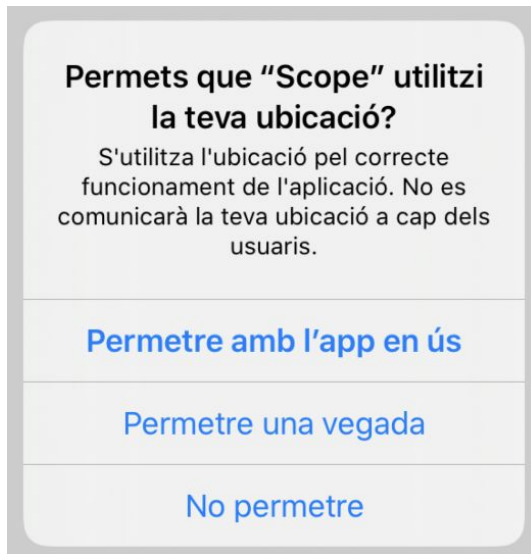 Permets que “Scope” utilitzi
la teva ubicació?
S'utilitza l'ubicació pel correcte
funcionament de l'aplicació. No es
comunicarà la teva ubicació a cap dels
usuaris.
Permetre amb l’app en ús
Permetre una vegada
No permetre